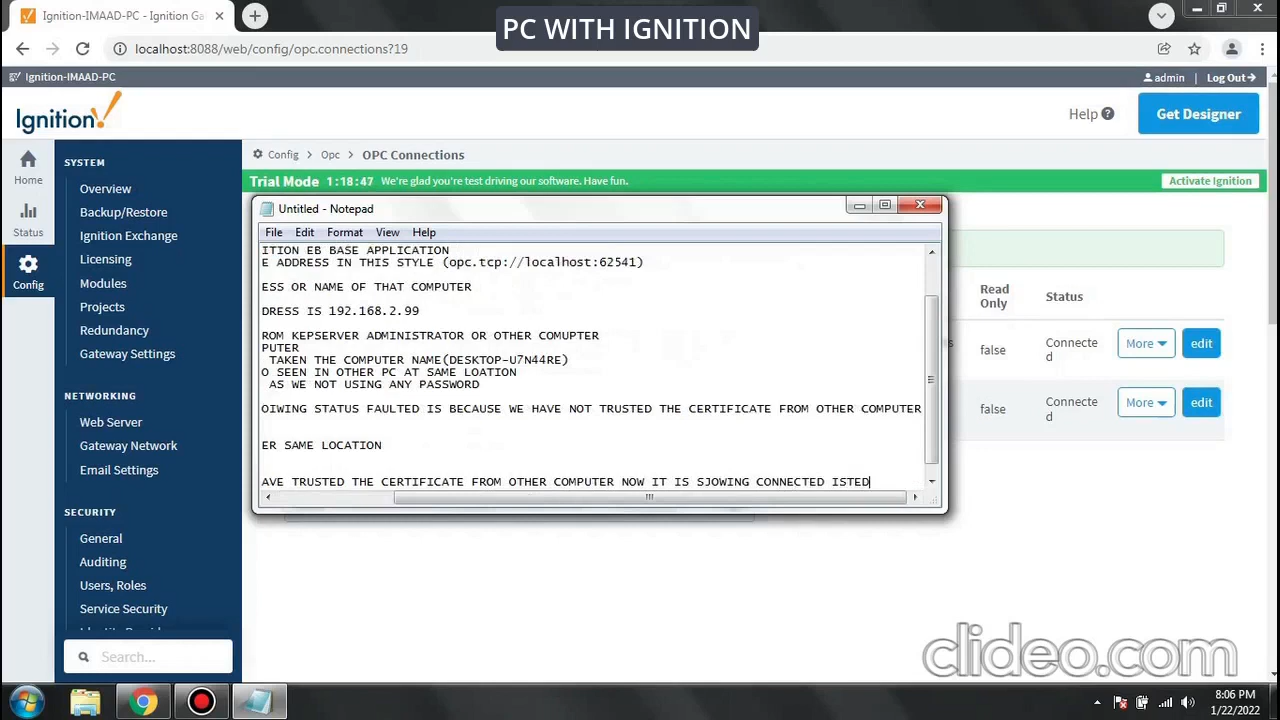 Ignition-IMAAD-PC - Ignition Ga
PC WITH IGNITION
localhost:8088/web/config/opc.connections?19
Ignition-IMAAD-PC
admin | Log Out
Ignition!
Help
Get Designer
Home
Status
Config
SYSTEM
Overview
Backup/Restore
Ignition Exchange
Licensing
Modules
Projects
Redundancy
Gateway Settings
NETWORKING
Web Server
Gateway Network
Email Settings
SECURITY
General
Auditing
Users, Roles
Service Security
Search...
Config Opc OPC Connections
Trial Mode 1:18:47 We're glad you're test driving our software. Have fun.
Activate Ignition
Untitled - Notepad
File Edit Format View Help
ITION EB BASE APPLICATION
E ADDRESS IN THIS STYLE (opc.tcp://localhost:62541)
ESS OR NAME OF THAT COMPUTER
DRESS IS 192.168.2.99
ROM KEPSERVER ADMINISTRATOR OR OTHER COMUPTER
PUTER
TAKEN THE COMPUTER NAME(DESKTOP-U7N44RE)
O SEEN IN OTHER PC AT SAME LOATION
AS WE NOT USING ANY PASSWORD
OIWING STATUS FAULTED IS BECAUSE WE HAVE NOT TRUSTED THE CERTIFICATE FROM OTHER COMPUTER
ER SAME LOCATION
AVE TRUSTED THE CERTIFICATE FROM OTHER COMPUTER NOW IT IS SJOWING CONNECTED ISTED
Read
Only
Status
false
Connecte
d
More
edit
false
Connecte
d
More
edit
clideo.com
8:06 PM
1/22/2022